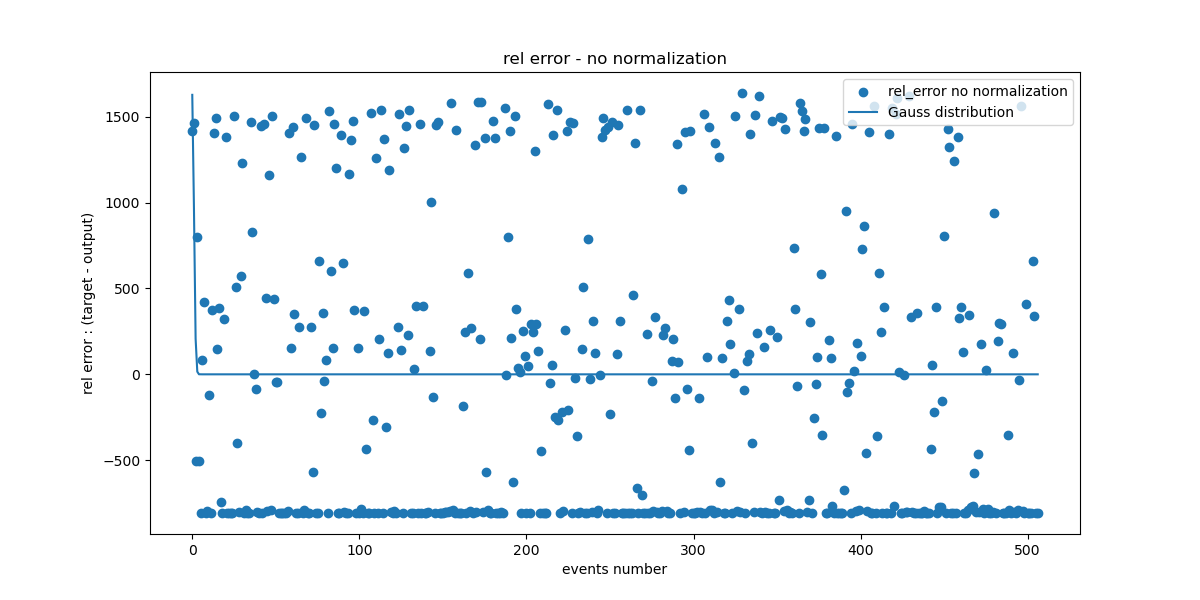 rel error - no normalization
rel_error no normalization
Gauss distribution
rel error : (target - output)
1500
1000
500
0
−500
0
100
200
300
400
500
events number